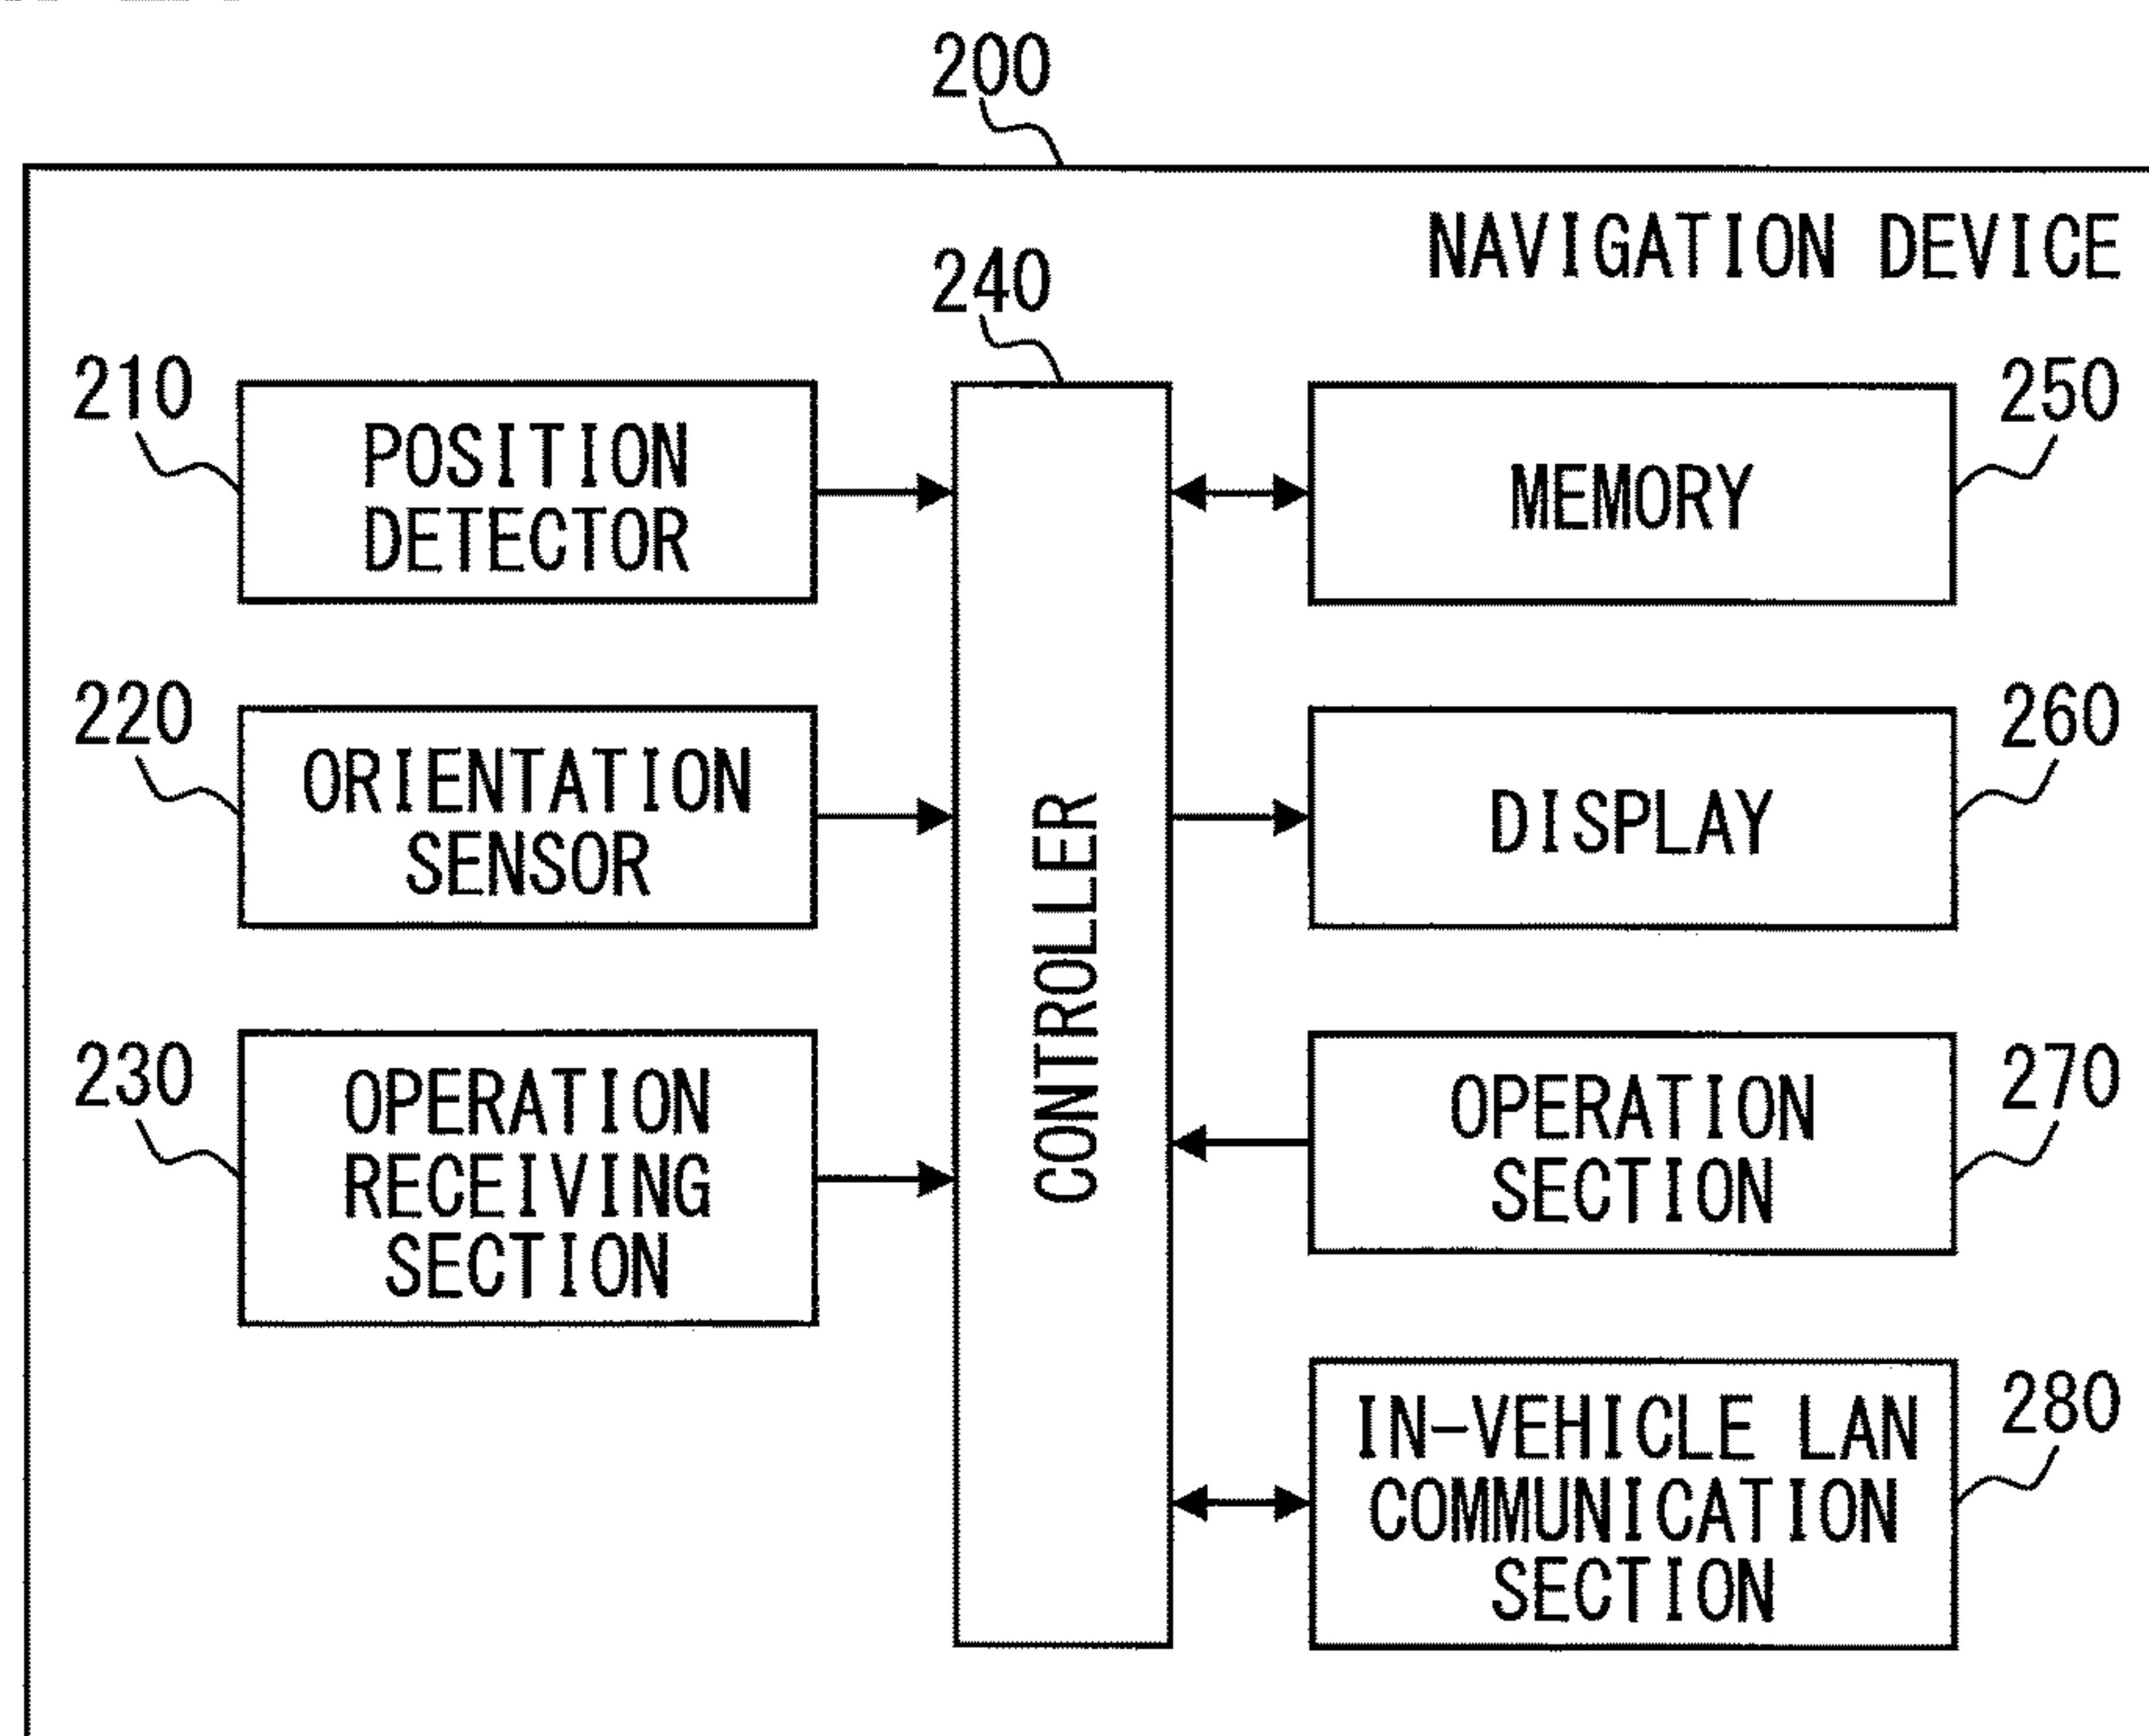 200
NAVIGATION DEVICE
240
210
POSITION
DETECTOR
250
MEMORY
220
ORIENTATION
SENSOR
260
DISPLAY
CONTROLLER
230
OPERATION
RECEIVING
SECTION
270
OPERATION
SECTION
280
IN-VEHICLE LAN
COMMUNICATION
SECTION